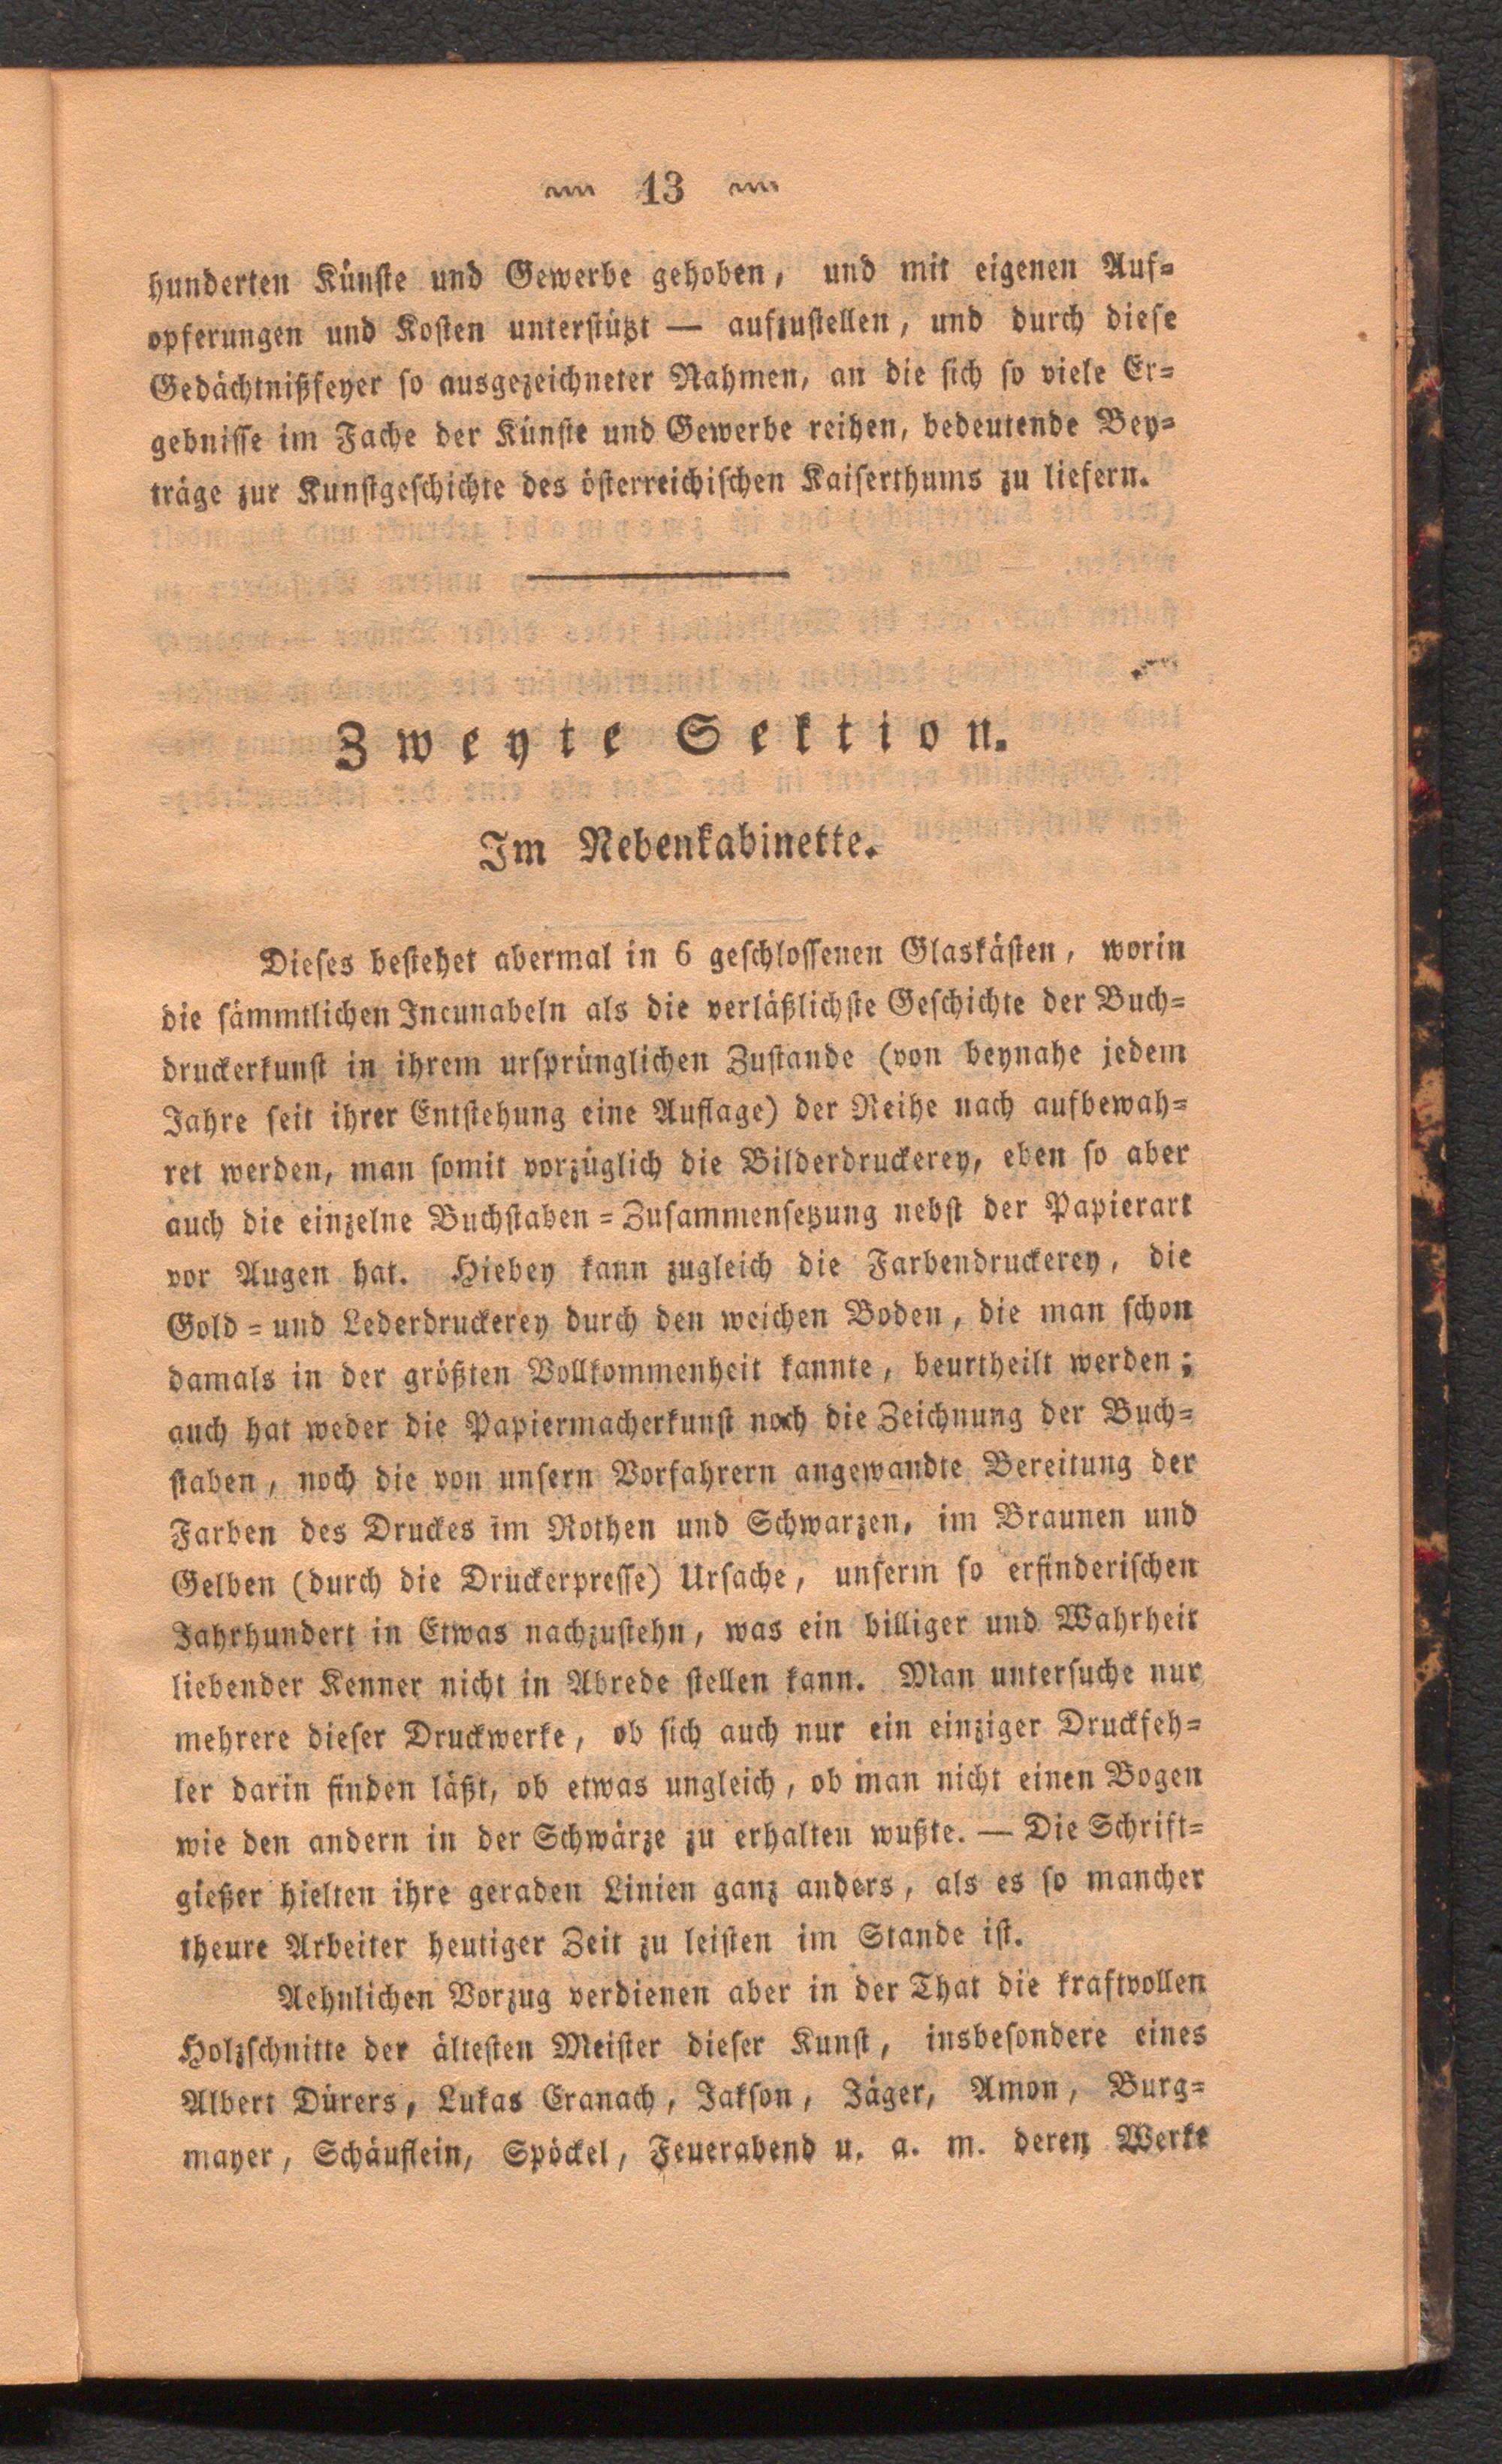 13
hunderten Künste und Gewerbe gehoben, und mit eigenen Auf=
opferungen und Kosten unterstützt — aufzustellen, und durch diese
Gedächtnißfeyer so ausgezeichneter Nahmen, an die sich so viele Er=
gebnisse im Fache der Künste und Gewerbe reihen, bedeutende Bey=
träge zur Kunstgeschichte des österreichischen Kaiserthums zu liefern.
Zweyte Sektion.
Im Nebenkabinette.
Dieses bestehet abermal in 6 geschlossenen Glaskästen, worin
die sämmtlichen Incunabeln als die verläßlichste Geschichte der Buch=
druckerkunst in ihrem ursprünglichen Zustande (von beynahe jedem
Jahre seit ihrer Entstehung eine Auflage) der Reihe nach aufbewah=
ret werden, man somit vorzüglich die Bilderdruckerey, eben so aber
auch die einzelne Buchstaben=Zusammensetzung nebst der Papierart
vor Augen hat. Hiebey kann zugleich die Farbendruckerey, die
Gold= und Lederdruckerey durch den weichen Boden, die man schon
damals in der größten Vollkommenheit kannte, beurtheilt werden;
auch hat weder die Papiermacherkunst noch die Zeichnung der Buch=
staben, noch die von unsern Vorfahrern angewandte Bereitung der
Farben des Druckes im Rothen und Schwarzen, im Braunen und
Gelben (durch die Druckerpresse) Ursache, unserm so erfinderischen
Jahrhundert in Etwas nachzustehn, was ein billiger und Wahrheit
liebender Kenner nicht in Abrede stellen kann. Man untersuche nur
mehrere dieser Druckwerke, ob sich auch nur ein einziger Druckfeh=
ler darin finden läßt, ob etwas ungleich, ob man nicht einen Bogen
wie den andern in der Schwärze zu erhalten wußte. — Die Schrift=
gießer hielten ihre geraden Linien ganz anders, als es so mancher
theure Arbeiter heutiger Zeit zu leisten im Stande ist.
Aehnlichen Vorzug verdienen aber in der That die kraftvollen
Holzschnitte der ältesten Meister dieser Kunst, insbesondere eines
Albert Dürers, Lukas Cranach, Jakson, Jäger, Amon, Burg=
mayer, Schäuflein, Spöckel, Feuerabend u. a. m. deren Werke